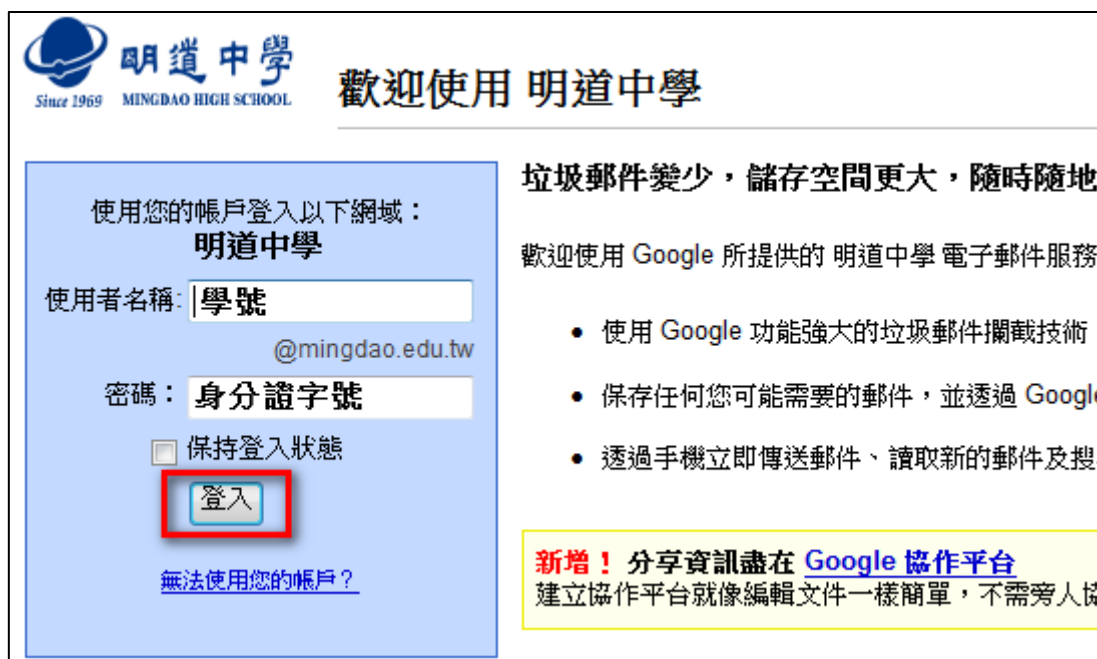 明道中學
Since 1969 MINGDAO HIGH SCHOOL
歡迎使用 明道中學
使用您的帳戶登入以下網域：
明道中學
使用者名稱: 學號
@mingdao.edu.tw
密碼： 身分證字號
保持登入狀態
登入
無法使用您的帳戶？
垃圾郵件變少，儲存空間更大，隨時隨地
歡迎使用 Google 所提供的 明道中學 電子郵件服務
• 使用 Google 功能強大的垃圾郵件攔截技術
• 保存任何您可能需要的郵件，並透過 Google
• 透過手機立即傳送郵件、讀取新的郵件及搜
新增！ 分享資訊盡在 Google 協作平台
建立協作平台就像編輯文件一樣簡單，不需旁人協